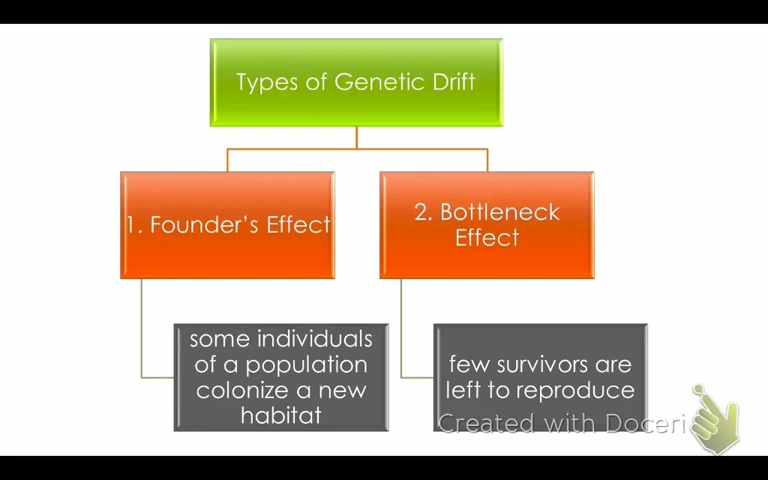 Types of Genetic Drift
1. Founder's Effect
2. Bottleneck
Effect
some individuals
of a population
colonize a new
habitat
few survivors are
left to reproduce
Created with Doceri